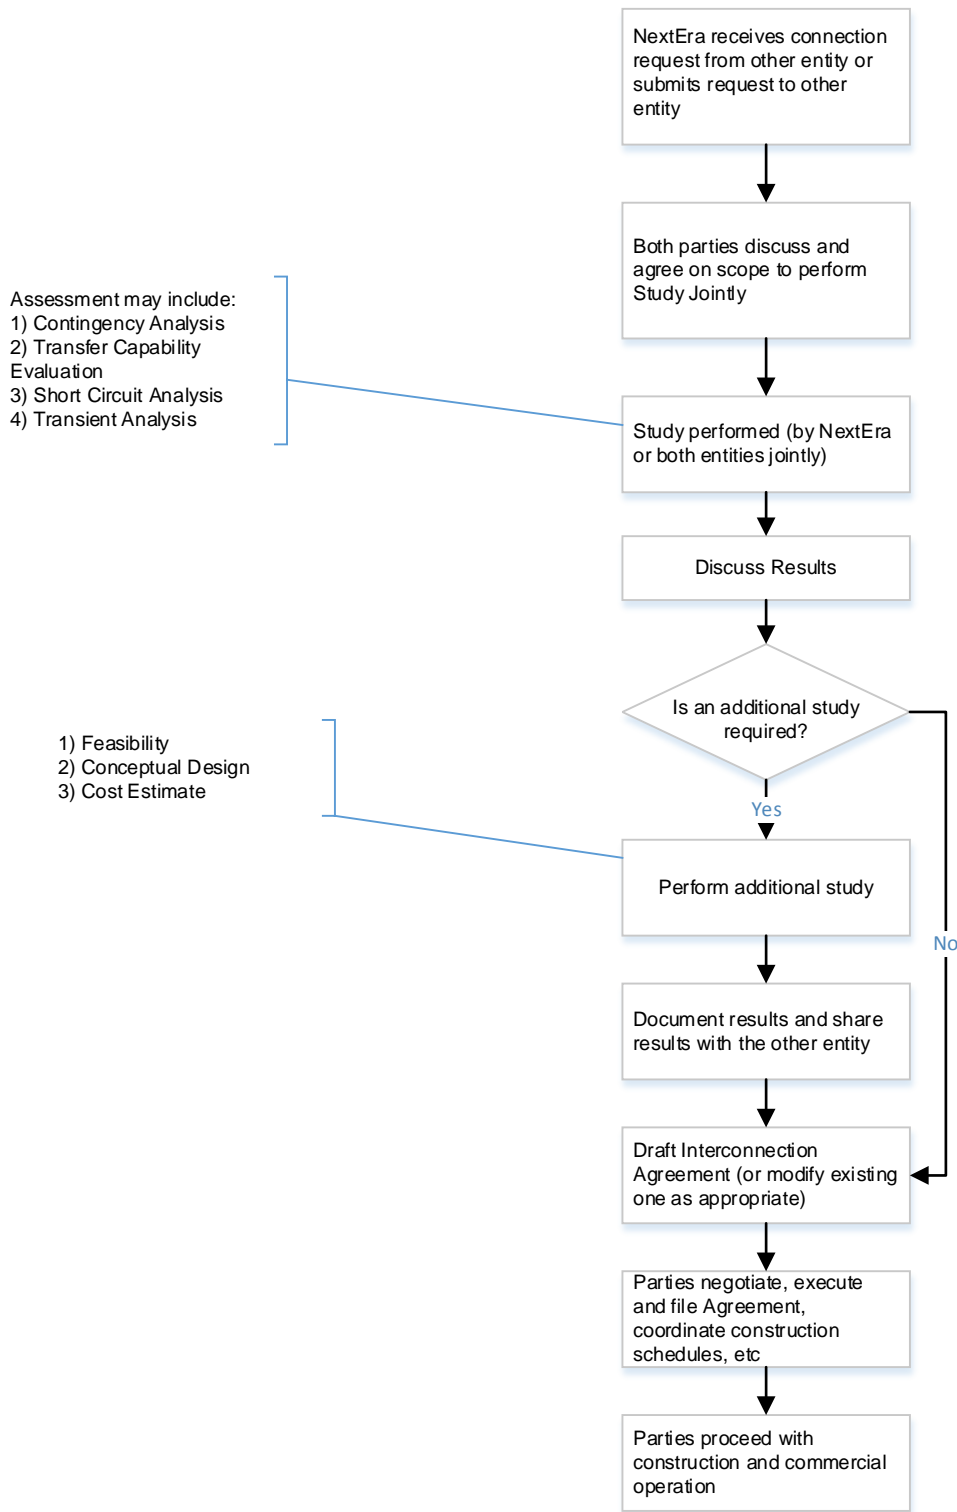 NextEra receives connection
request from other entity or
submits request to other
entity
Both parties discuss and
agree on scope to perform
Study Jointly
Assessment may include:
1) Contingency Analysis
2) Transfer Capability
Evaluation
3) Short Circuit Analysis
4) Transient Analysis
Study performed (by NextEra
or both entities jointly)
Discuss Results
Is an additional study
required?
Yes
No
1) Feasibility
2) Conceptual Design
3) Cost Estimate
Perform additional study
Document results and share
results with the other entity
Draft Interconnection
Agreement (or modify existing
one as appropriate)
Parties negotiate, execute
and file Agreement,
coordinate construction
schedules, etc
Parties proceed with
construction and commercial
operation